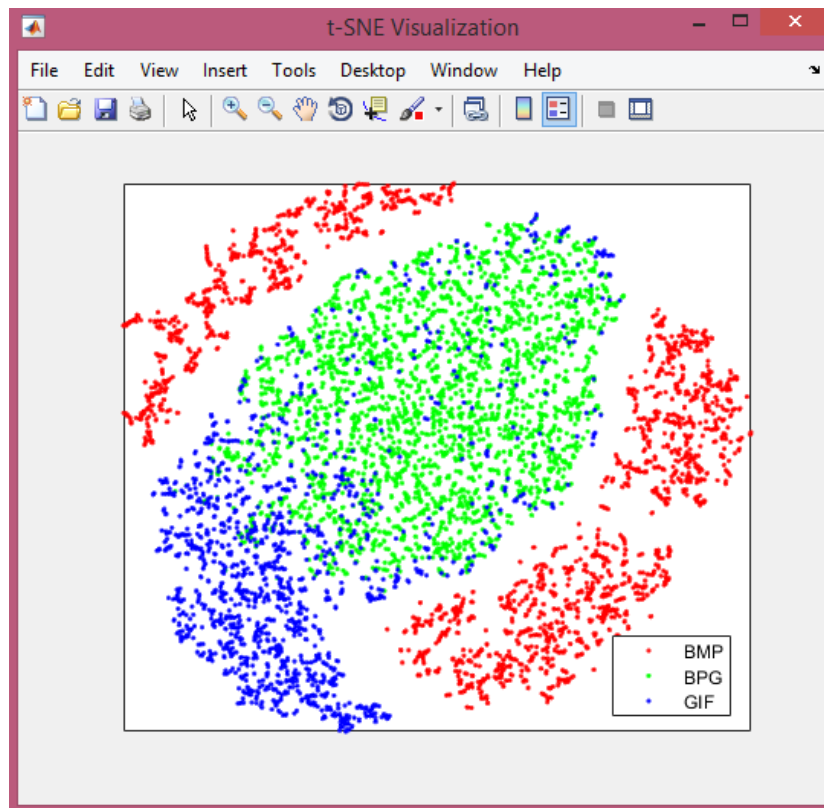 t-SNE Visualization
File Edit View Insert Tools Desktop Window Help
BMP
BPG
GIF